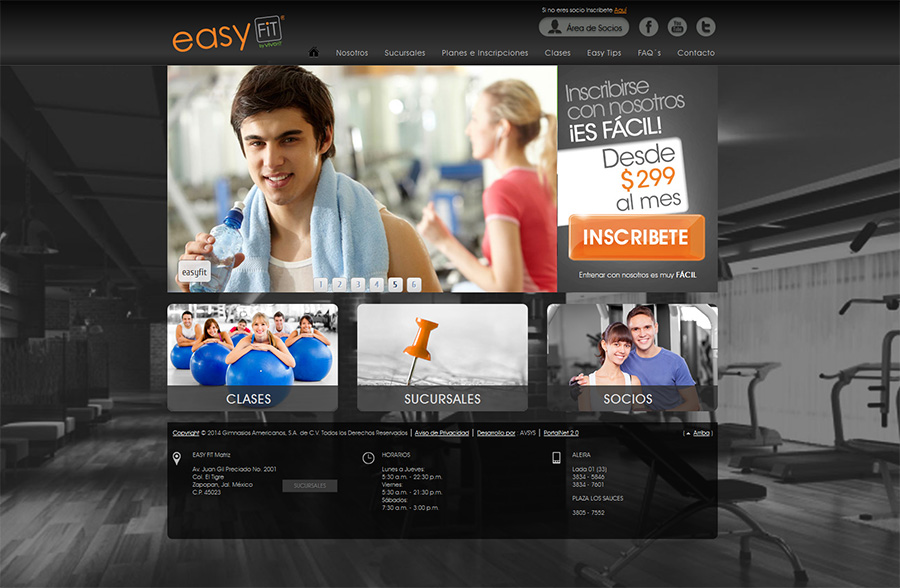 Si no eres socio Inscribete Aquí
easy FiT
byVIVAFIT
Área de Socios
f
You Tube
t
Nosotros Sucursales Planes e Inscripciones Clases Easy Tips FAQ´s Contacto
Inscribirse
con nosotros
¡ES FÁCIL!
Desde
$299
al mes
INSCRIBETE
Entrenar con nosotros es muy FÁCIL
easyfit
1 2 3 4 5 6
CLASES
SUCURSALES
SOCIOS
Copyright © 2014 Gimnasios Americanos, S.A. de C.V. Todos los Derechos Reservados | Aviso de Privacidad | Desarrollo por : AVSYS | PortalNet 2.0
( Arriba )
EASY FIT Matriz
Av. Juan Gil Preciado No. 2001
Col. El Tigre
Zapopan, Jal. México
C.P. 45023
SUCURSALES
HORARIOS
Lunes a Jueves:
5:30 a.m. - 22:30 p.m.
Viernes:
5:30 a.m. - 21:30 p.m.
Sábados:
7:30 a.m. - 3:00 p.m.
ALEIRA
Lada 01 (33)
3834 - 5846
3834 - 7601
PLAZA LOS SAUCES
3805 - 7552